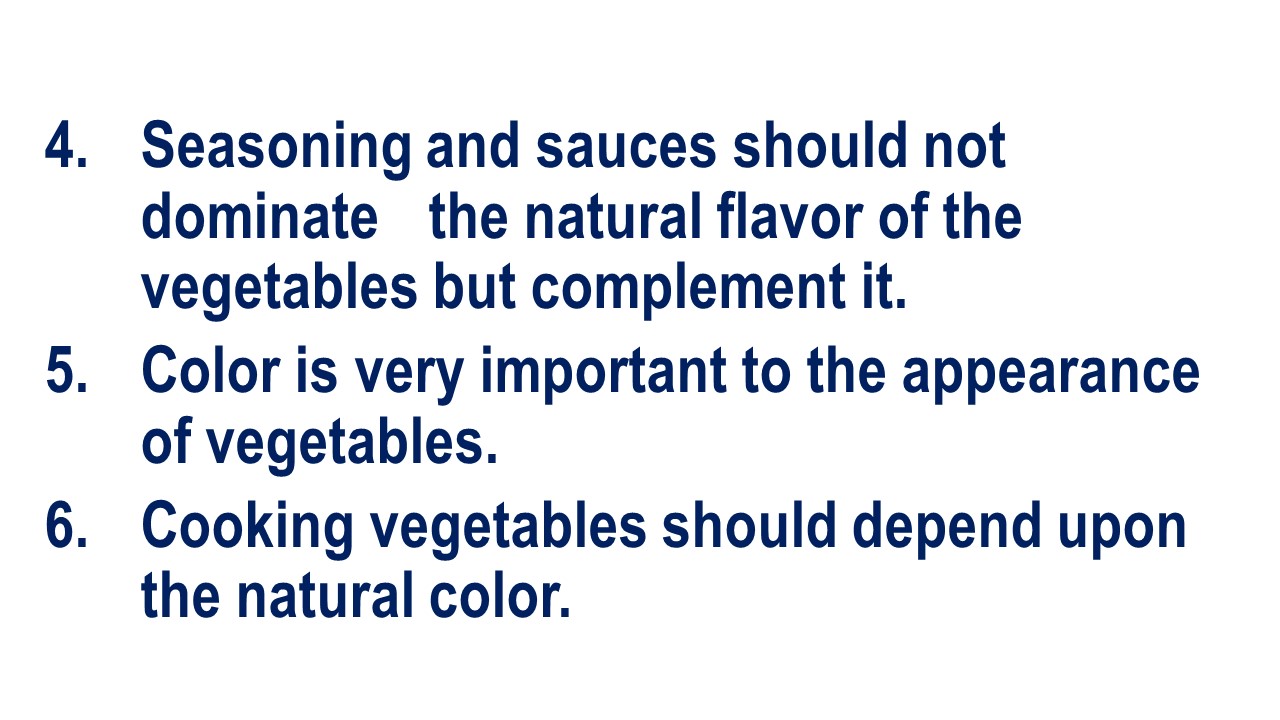 4. Seasoning and sauces should not
dominate the natural flavor of the
vegetables but complement it.
5. Color is very important to the appearance
of vegetables.
6. Cooking vegetables should depend upon
the natural color.